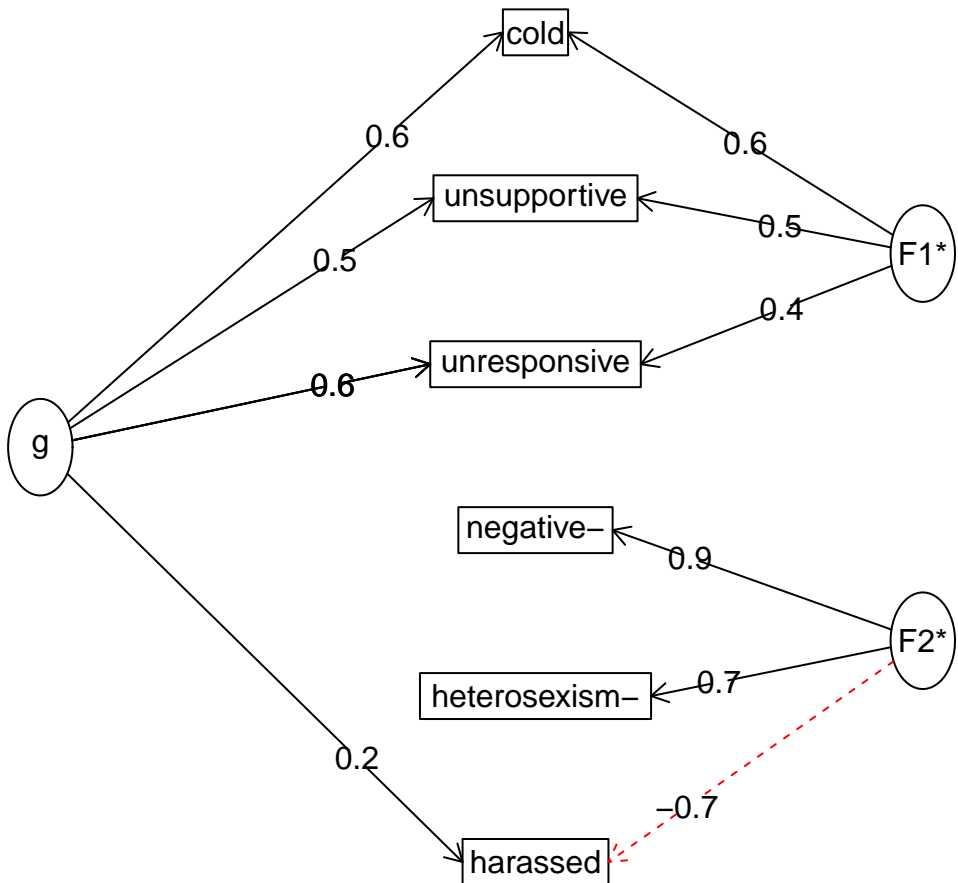 cold
0.6
0.6
unsupportive
0.5
F1*
0.5
0.4
unresponsive
0.6
g
negative–
0.9
F2*
heterosexism–
0.7
0.2
–0.7
harassed